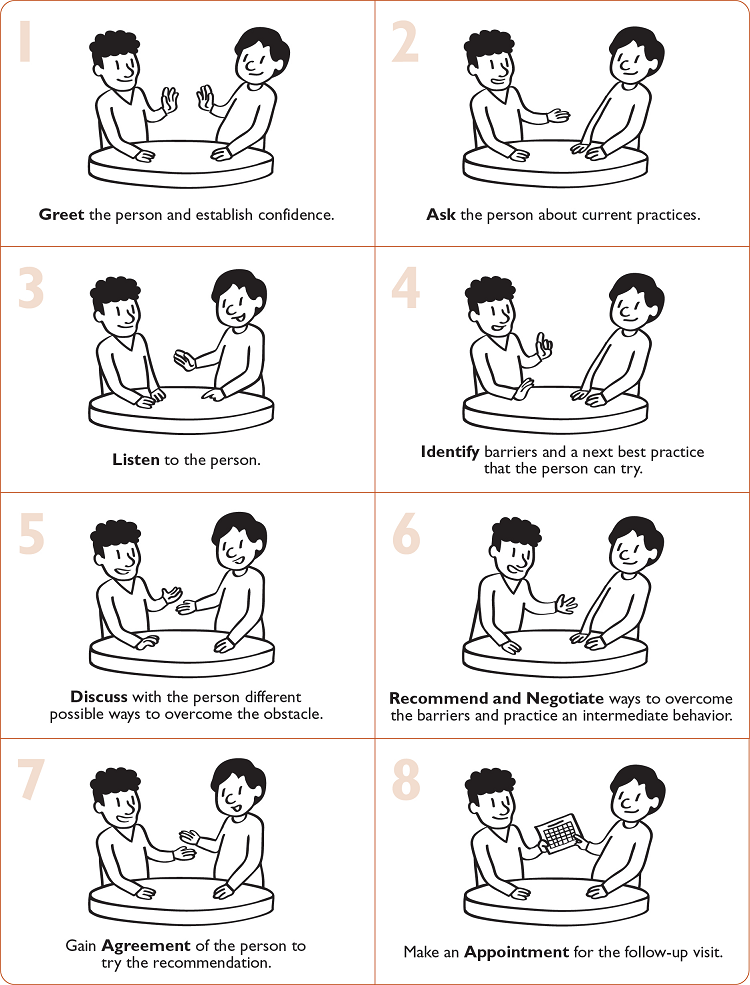 1
Greet the person and establish confidence.
2
Ask the person about current practices.
3
Listen to the person.
4
Identify barriers and a next best practice
that the person can try.
5
Discuss with the person different
possible ways to overcome the obstacle.
6
Recommend and Negotiate ways to overcome
the barriers and practice an intermediate behavior.
7
Gain Agreement of the person to
try the recommendation.
8
Make an Appointment for the follow-up visit.